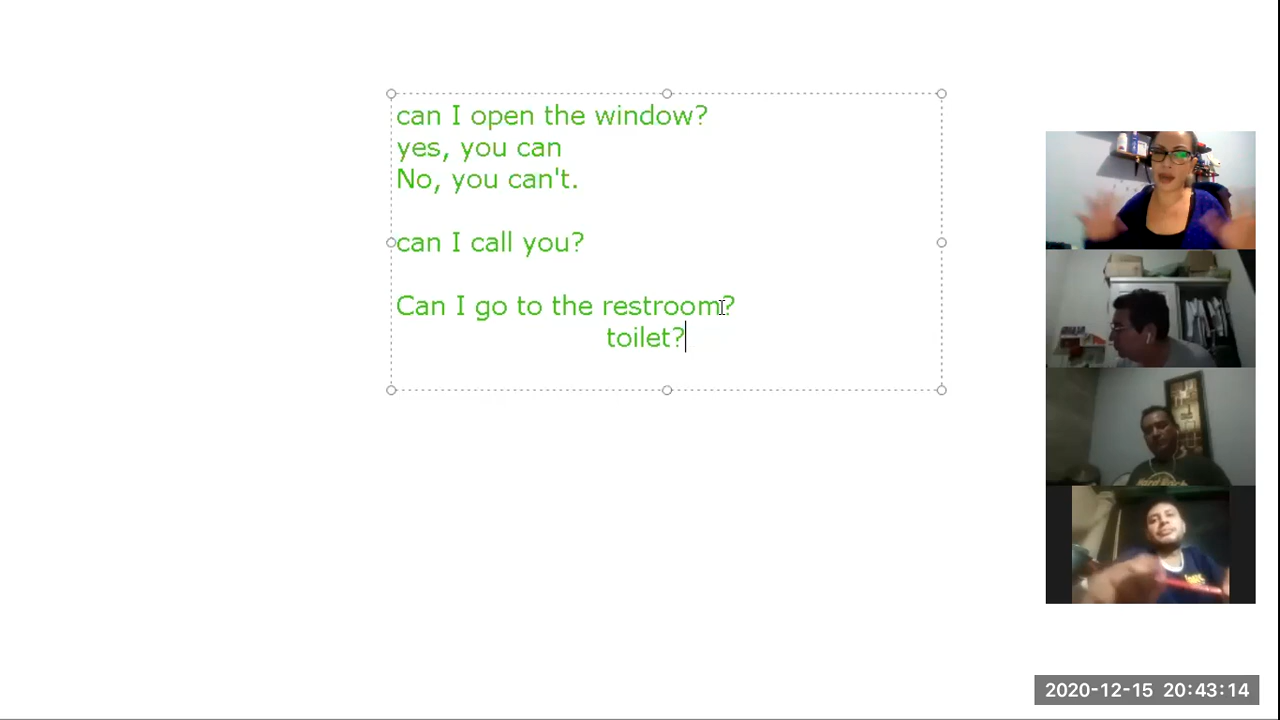 can I open the window?
yes, you can
No, you can't.
can I call you?
Can I go to the restroom?
toilet?
2020-12-15 20:43:14